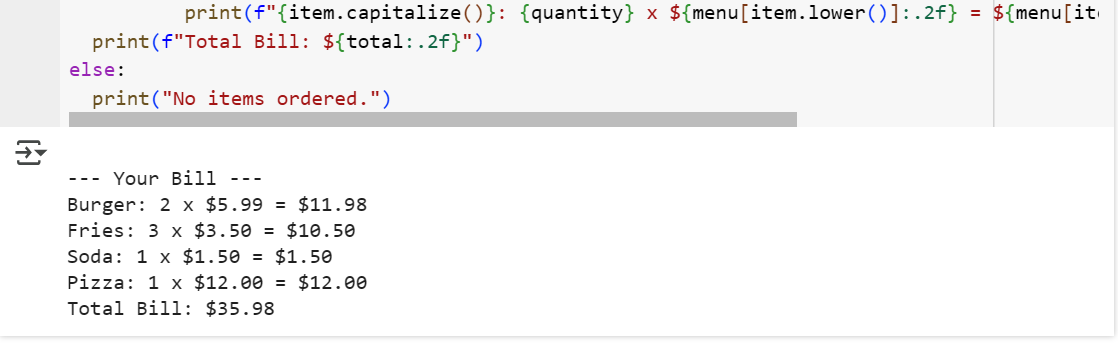 print(f"{item.capitalize()}: {quantity} x ${menu[item.lower()]:.2f} = ${menu[it
print(f"Total Bill: ${total:.2f}")
else:
print("No items ordered.")
--- Your Bill ---
Burger: 2 x $5.99 = $11.98
Fries: 3 x $3.50 = $10.50
Soda: 1 x $1.50 = $1.50
Pizza: 1 x $12.00 = $12.00
Total Bill: $35.98